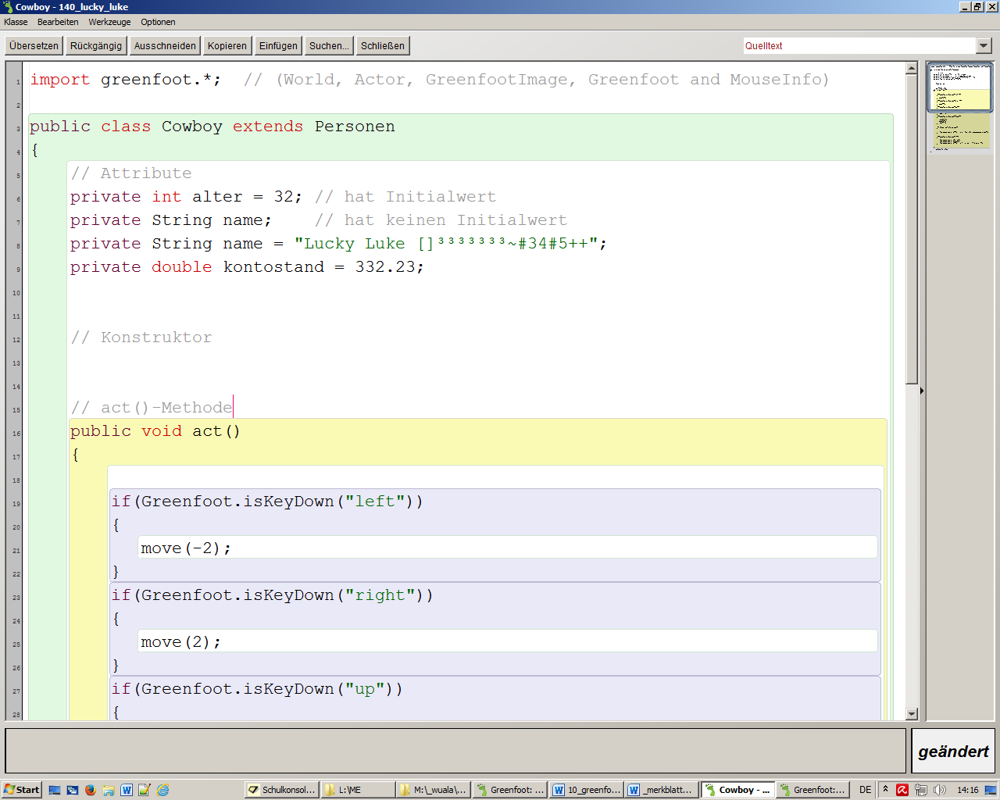 Cowboy - 140_lucky_luke
Klasse Bearbeiten Werkzeuge Optionen
Übersetzen Rückgängig Ausschneiden Kopieren Einfügen Suchen... Schließen Quelltext
1 import greenfoot.*;  // (World, Actor, GreenfootImage, Greenfoot and MouseInfo)
2
3 public class Cowboy extends Personen
4 {
5 // Attribute
6 private int alter = 32; // hat Initialwert
7 private String name;    // hat keinen Initialwert
8 private String name = "Lucky Luke []³³³³³³³~#34#5++";
9 private double kontostand = 332.23;
10
11
12 // Konstruktor
13
14
15 // act()-Methode
16 public void act()
17 {
18
19 if(Greenfoot.isKeyDown("left"))
20 {
21 move(-2);
22 }
23 if(Greenfoot.isKeyDown("right"))
24 {
25 move(2);
26 }
27 if(Greenfoot.isKeyDown("up"))
28 {
geändert
Start Schulkonsol... L:\ME M:\_wuala\... Greenfoot: ... 10_greenfo... _merkblatt... Cowboy - ... Greenfoot:... DE 14:16